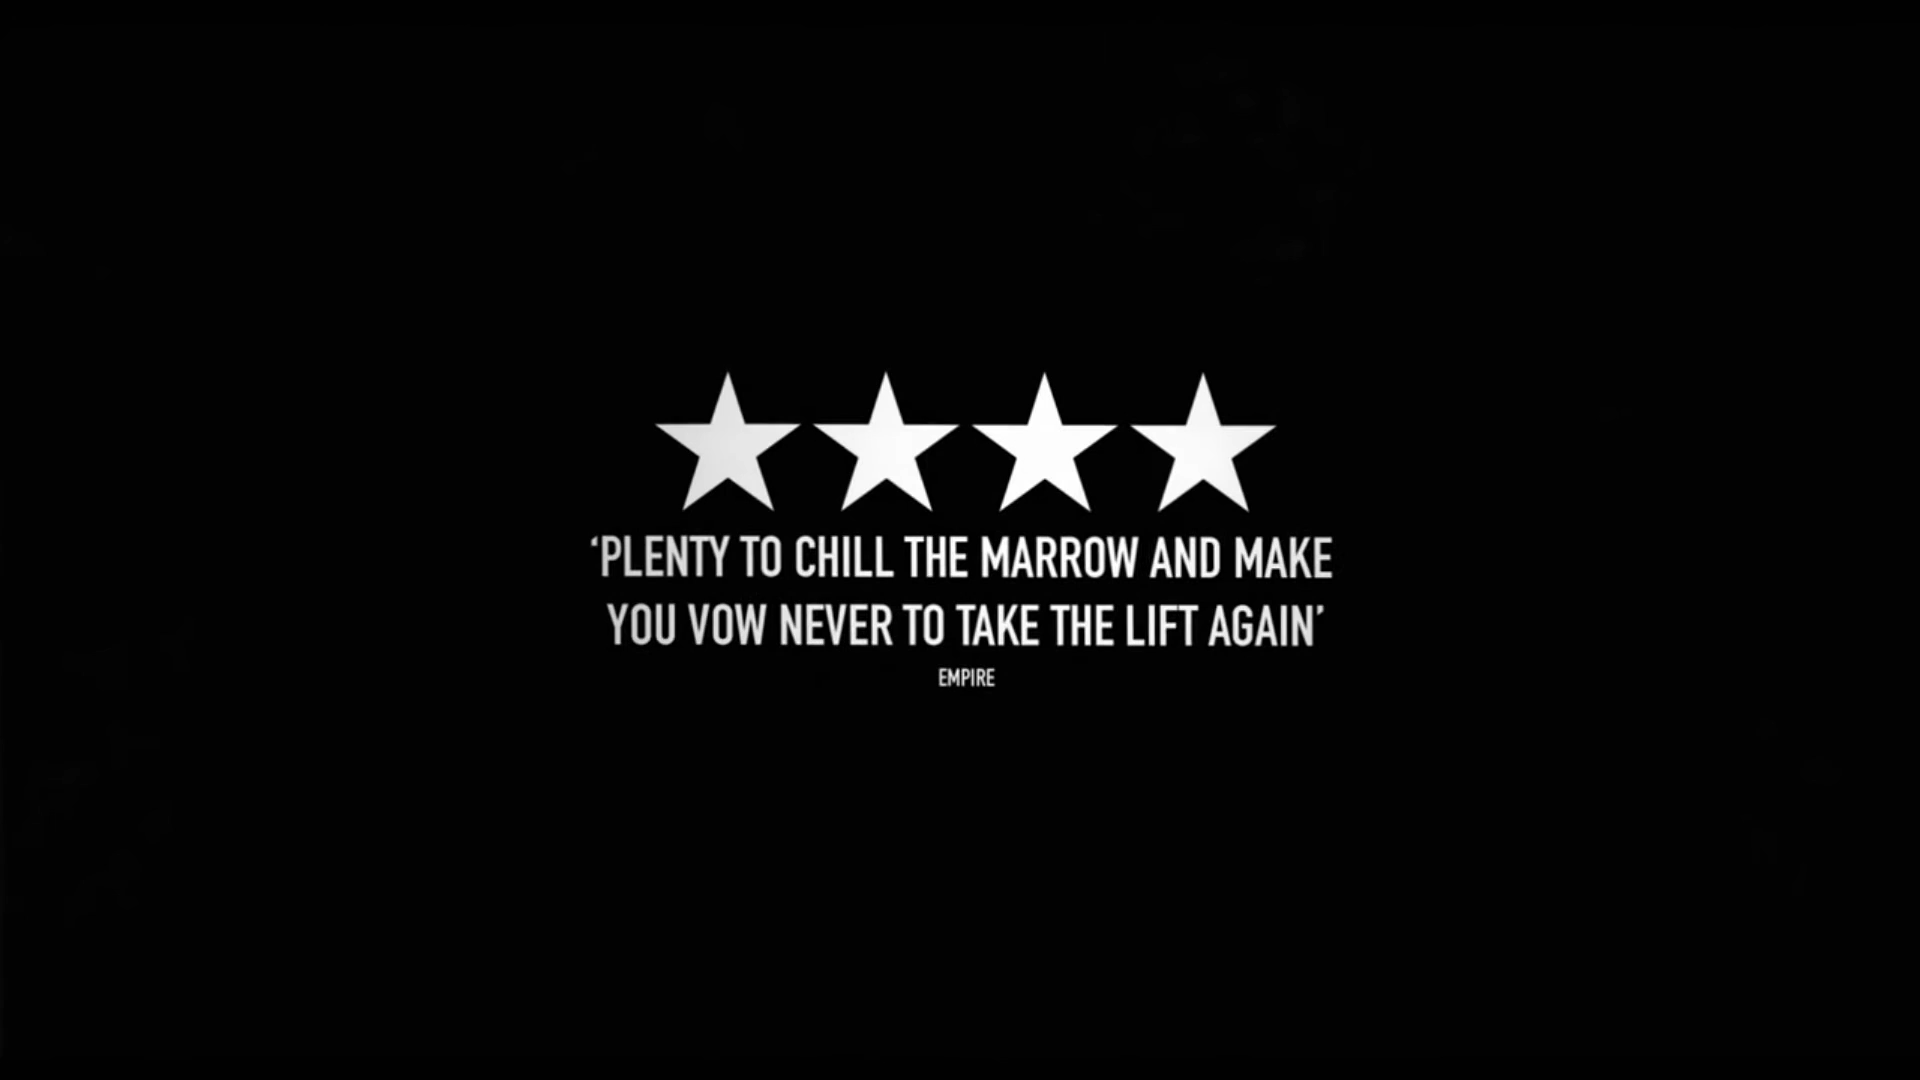 ‘PLENTY TO CHILL THE MARROW AND MAKE
YOU VOW NEVER TO TAKE THE LIFT AGAIN’
EMPIRE